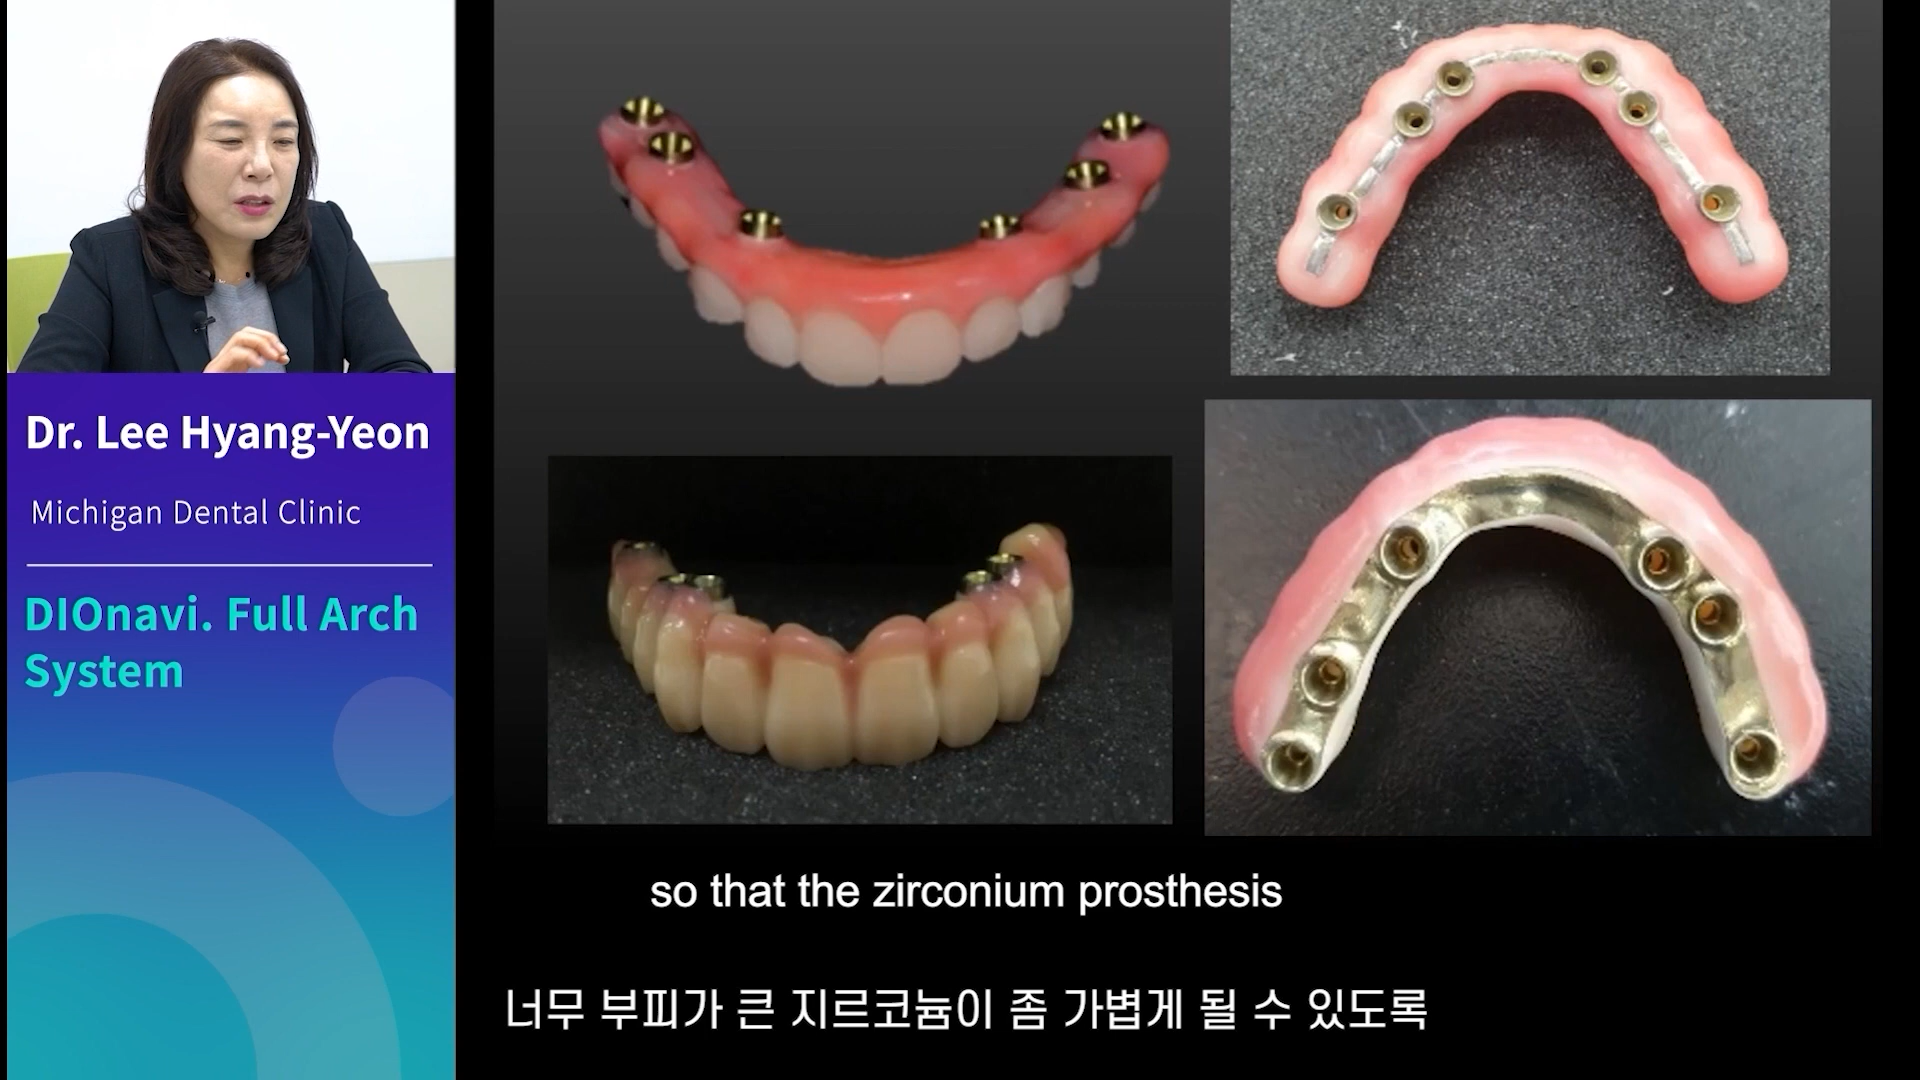 Dr. Lee Hyang-Yeon
Michigan Dental Clinic
DIOnavi. Full Arch
System
so that the zirconium prosthesis
너무 부피가 큰 지르코늄이 좀 가볍게 될 수 있도록